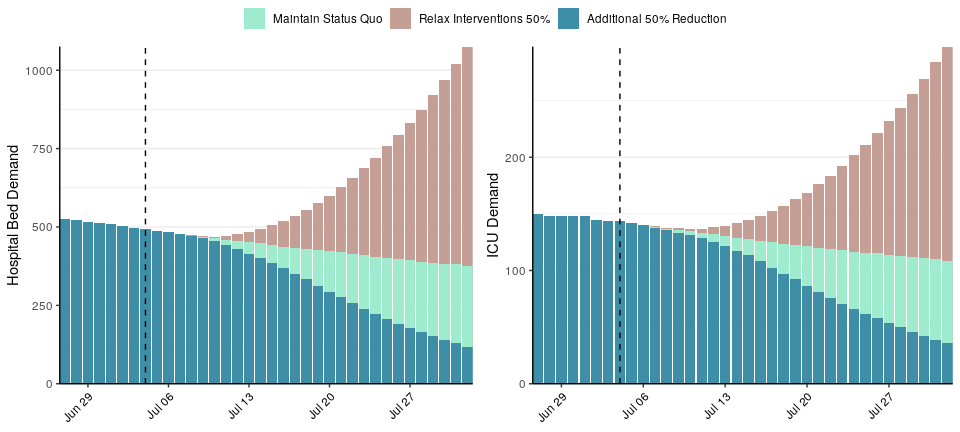 Maintain Status Quo Relax Interventions 50% Additional 50% Reduction
Hospital Bed Demand
1000
750
500
250
0
Jun 29 Jul 06 Jul 13 Jul 20 Jul 27
ICU Demand
200
100
0
Jun 29 Jul 06 Jul 13 Jul 20 Jul 27